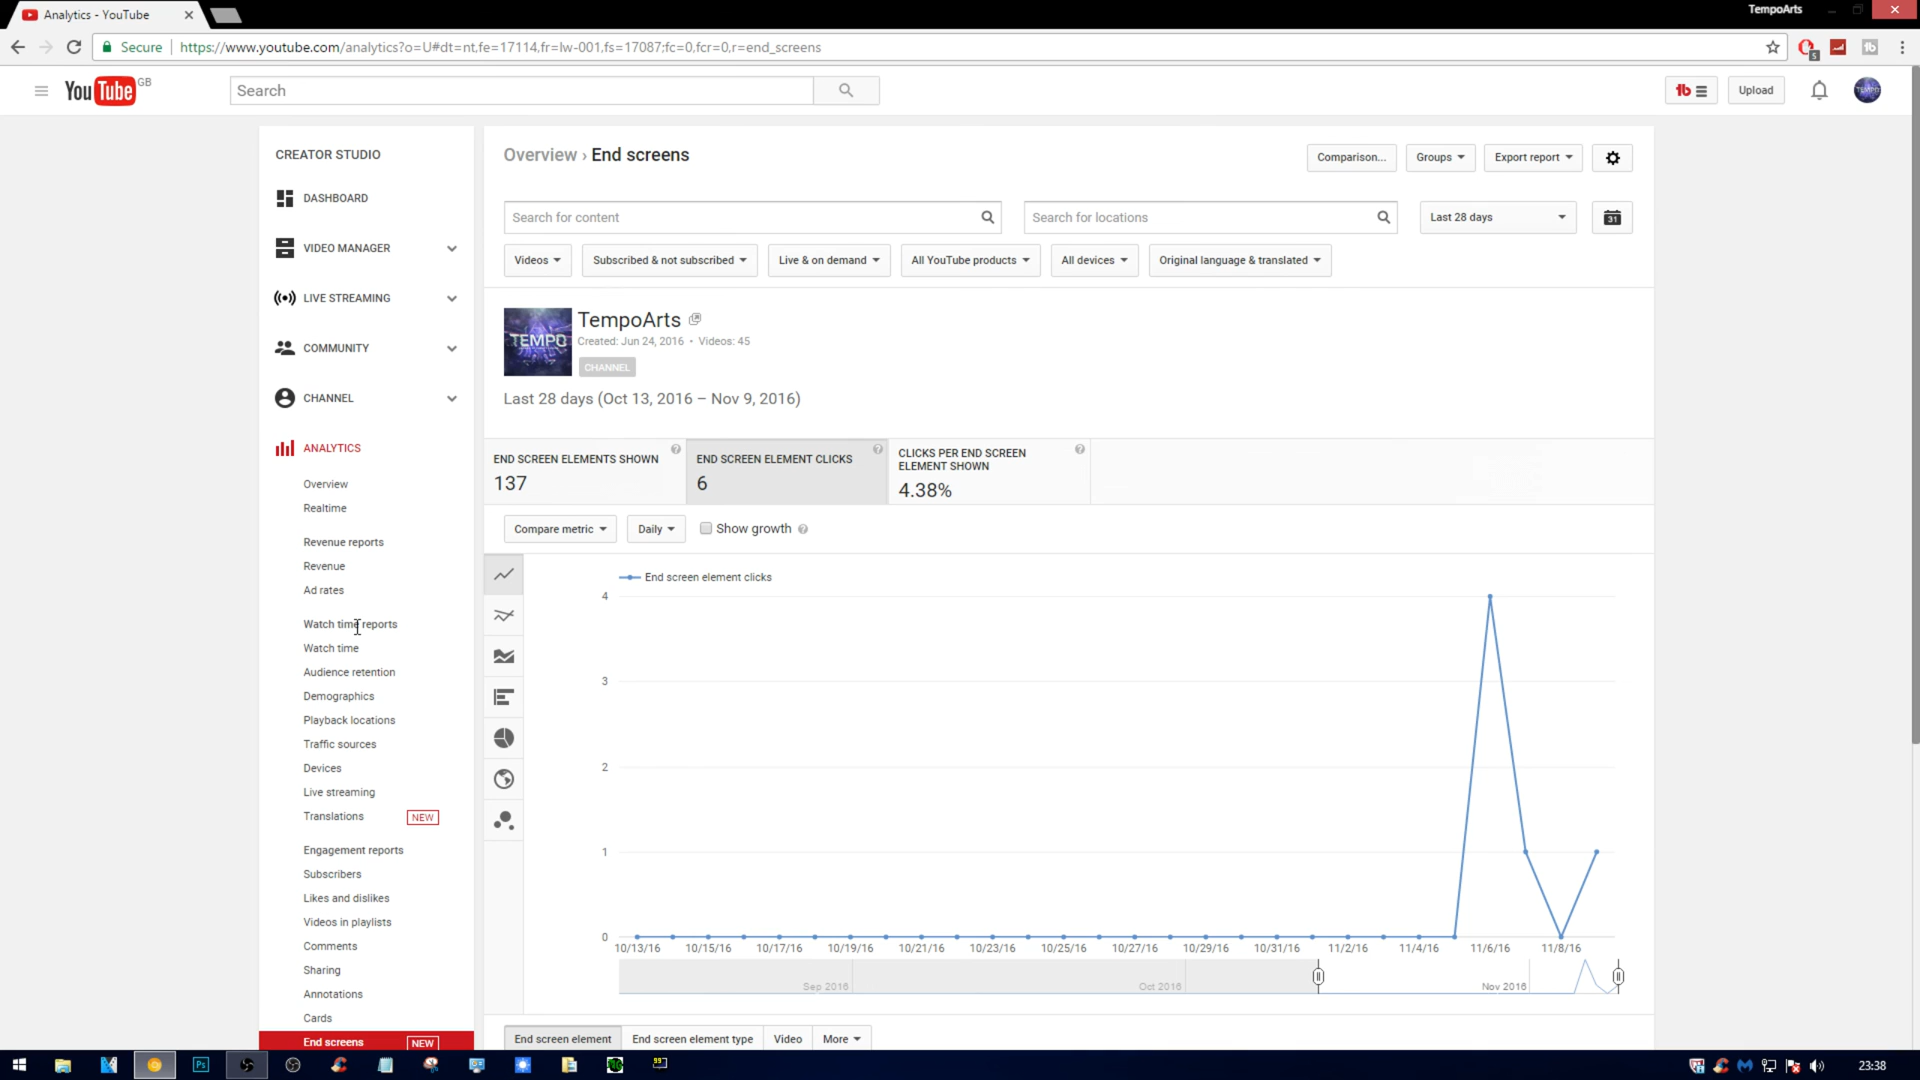 Analytics - YouTube
TempoArts
Secure https://www.youtube.com/analytics?o=U#dt=nt,fe=17114,fr=lw-001,fs=17087;fc=0,fcr=0,r=end_screens
5
YouTube GB
Search
Upload
CREATOR STUDIO
DASHBOARD
VIDEO MANAGER
LIVE STREAMING
COMMUNITY
CHANNEL
ANALYTICS
Overview
Realtime
Revenue reports
Revenue
Ad rates
Watch time reports
Watch time
Audience retention
Demographics
Playback locations
Traffic sources
Devices
Live streaming
Translations NEW
Engagement reports
Subscribers
Likes and dislikes
Videos in playlists
Comments
Sharing
Annotations
Cards
End screens NEW
Overview › End screens
Comparison... Groups Export report
Search for content
Search for locations
Last 28 days
31
Videos Subscribed & not subscribed Live & on demand All YouTube products All devices Original language & translated
TEMPO
TempoArts
Created: Jun 24, 2016 • Videos: 45
CHANNEL
Last 28 days (Oct 13, 2016 – Nov 9, 2016)
END SCREEN ELEMENTS SHOWN
137
END SCREEN ELEMENT CLICKS
6
CLICKS PER END SCREEN
ELEMENT SHOWN
4.38%
Compare metric Daily Show growth
End screen element clicks
4
3
2
1
0
10/13/16 10/15/16 10/17/16 10/19/16 10/21/16 10/23/16 10/25/16 10/27/16 10/29/16 10/31/16 11/2/16 11/4/16 11/6/16 11/8/16
Sep 2016 Oct 2016 Nov 2016
End screen element End screen element type Video More
Ps
23:38